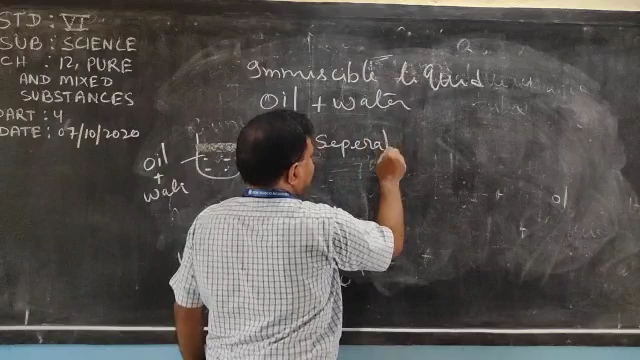 STD : VI
SUB : SCIENCE
CH : 12, PURE
AND MIXED
SUBSTANCES
PART : 4
DATE : 07/10/2020
Immiscible liquid
Oil + water
Seperat
Oil
+
wate